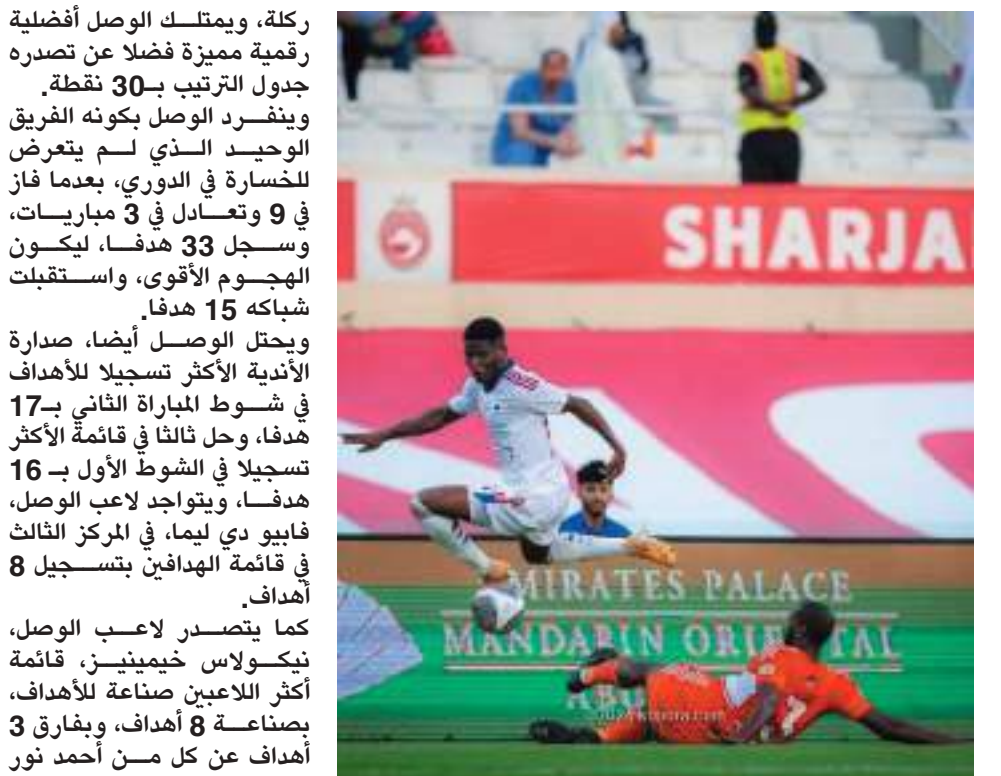 ركلة، ويمتلك الوصل أفضلية
رقمية مميزة فضلا عن تصدره
جدول الترتيب بـ30 نقطة.
وينفرد الوصل بكونه الفريق
الوحيد الذي لم يتعرض
للخسارة في الدوري، بعدما فاز
في 9 وتعادل في 3 مباريات،
وسجل 33 هدفا، ليكون
الهجوم الأقوى، واستقبلت
شباكه 15 هدفا.
ويحتل الوصل أيضا، صدارة
الأندية الأكثر تسجيلا للأهداف
في شوط المباراة الثاني بـ17
هدفا، وحل ثالثا في قائمة الأكثر
تسجيلا في الشوط الأول بـ 16
هدفا، ويتواجد لاعب الوصل،
فابيو دي ليما، في المركز الثالث
في قائمة الهدافين بتسجيل 8
أهداف.
كما يتصدر لاعب الوصل،
نيكولاس خيمينيز، قائمة
أكثر اللاعبين صناعة للأهداف،
بصناعة 8 أهداف، وبفارق 3
أهداف عن كل من أحمد نور
SHARJA
MIRATES PALACE
MANDARIN ORIENTAL